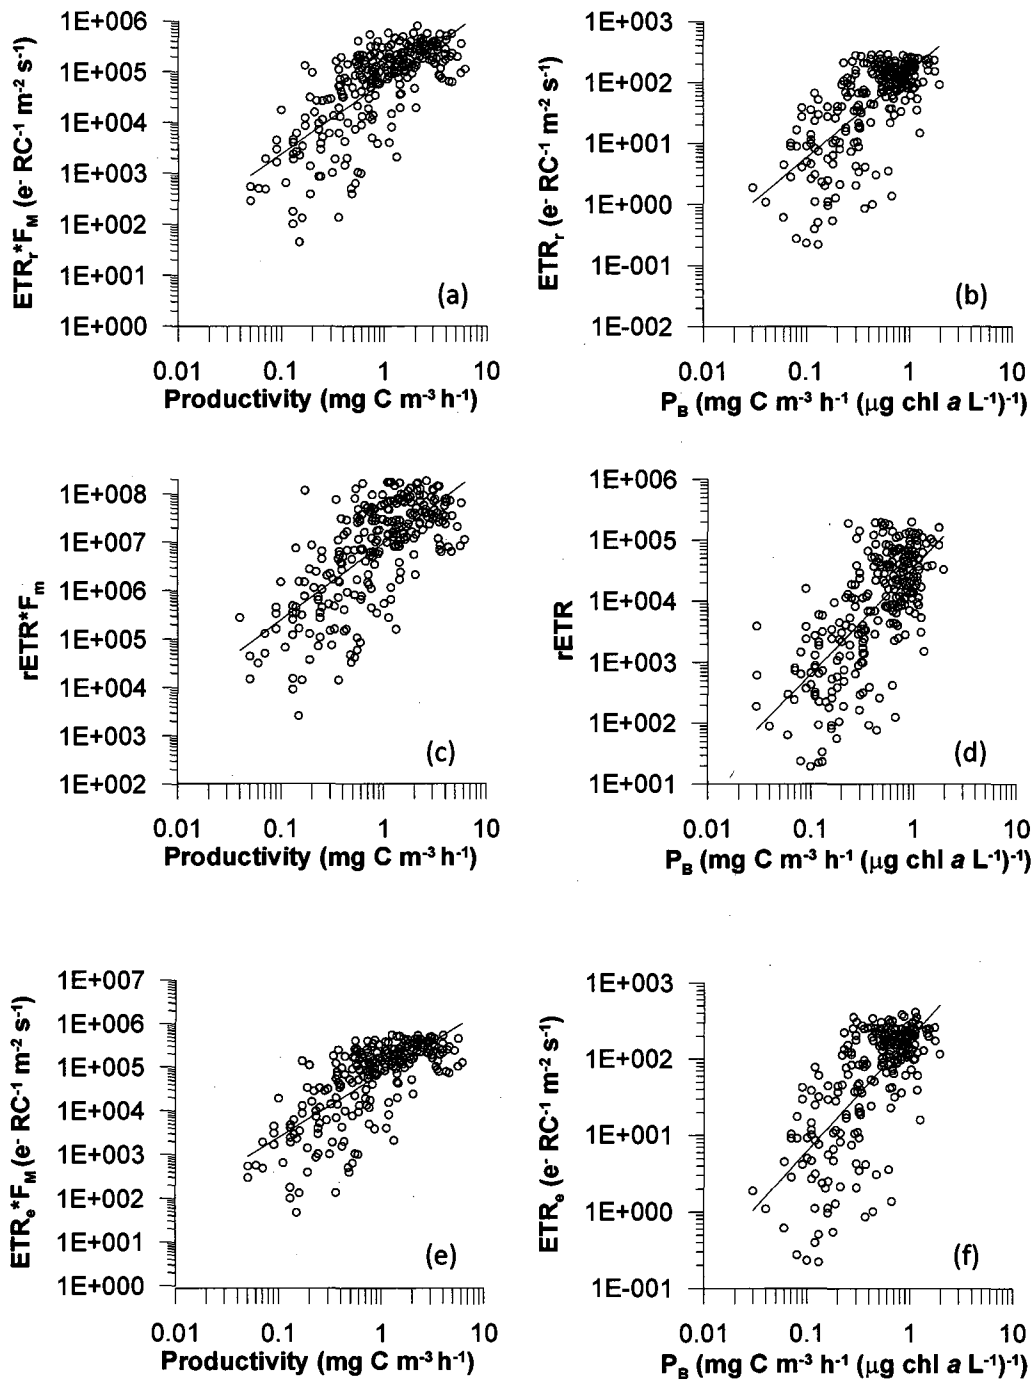 ETRr*FM (e- RC-1 m-2 s-1)
1E+006
1E+005
1E+004
1E+003
1E+002
1E+001
1E+000
(a)
0.01 0.1 1 10
Productivity (mg C m-3 h-1)
ETRr (e- RC-1 m-2 s-1)
1E+003
1E+002
1E+001
1E+000
1E-001
1E-002
(b)
0.01 0.1 1 10
PB (mg C m-3 h-1 (µg chl a L-1)-1)
rETR*Fm
1E+008
1E+007
1E+006
1E+005
1E+004
1E+003
1E+002
(c)
0.01 0.1 1 10
Productivity (mg C m-3 h-1)
rETR
1E+006
1E+005
1E+004
1E+003
1E+002
1E+001
(d)
0.01 0.1 1 10
PB (mg C m-3 h-1 (µg chl a L-1)-1)
ETRe*FM (e- RC-1 m-2 s-1)
1E+007
1E+006
1E+005
1E+004
1E+003
1E+002
1E+001
1E+000
(e)
0.01 0.1 1 10
Productivity (mg C m-3 h-1)
ETRe (e- RC-1 m-2 s-1)
1E+003
1E+002
1E+001
1E+000
1E-001
(f)
0.01 0.1 1 10
PB (mg C m-3 h-1 (µg chl a L-1)-1)